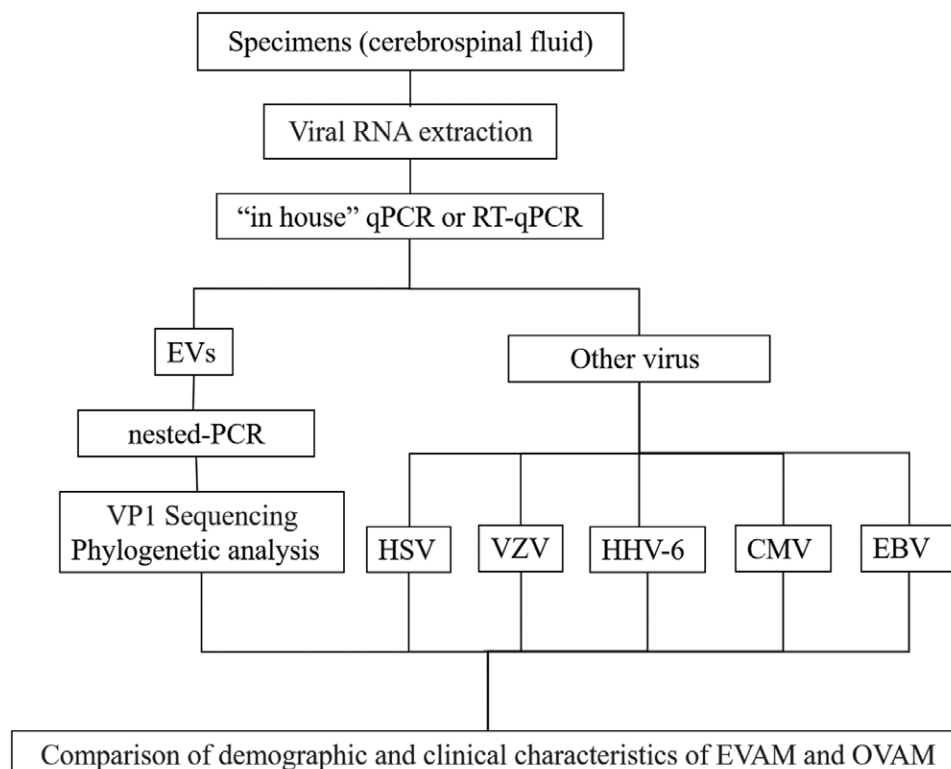 Specimens (cerebrospinal fluid)
Viral RNA extraction
“in house” qPCR or RT-qPCR
EVs
Other virus
nested-PCR
VP1 Sequencing
Phylogenetic analysis
HSV
VZV
HHV-6
CMV
EBV
Comparison of demographic and clinical characteristics of EVAM and OVAM